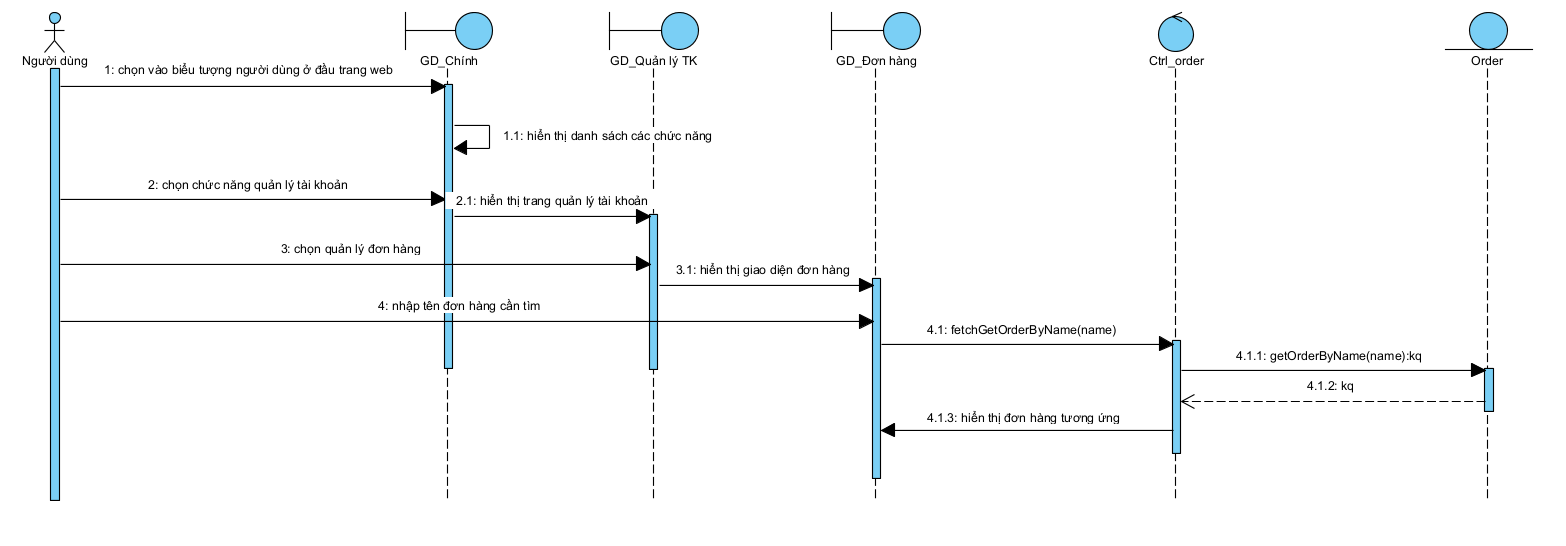 Người dùng
GD_Chính
GD_Quản lý TK
GD_Đơn hàng
Ctrl_order
Order
1: chọn vào biểu tượng người dùng ở đầu trang web
1.1: hiển thị danh sách các chức năng
2: chọn chức năng quản lý tài khoản
2.1: hiển thị trang quản lý tài khoản
3: chọn quản lý đơn hàng
3.1: hiển thị giao diện đơn hàng
4: nhập tên đơn hàng cần tìm
4.1: fetchGetOrderByName(name)
4.1.1: getOrderByName(name):kq
4.1.2: kq
4.1.3: hiển thị đơn hàng tương ứng